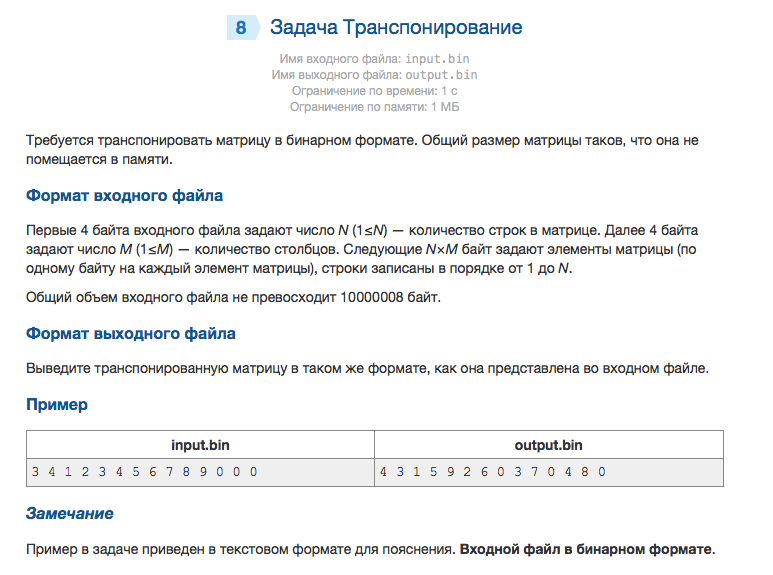 8 Задача Транспонирование
Имя входного файла: input.bin
Имя выходного файла: output.bin
Ограничение по времени: 1 с
Ограничение по памяти: 1 МБ
Требуется транспонировать матрицу в бинарном формате. Общий размер матрицы таков, что она не
помещается в памяти.
Формат входного файла
Первые 4 байта входного файла задают число N (1≤N) — количество строк в матрице. Далее 4 байта
задают число M (1≤M) — количество столбцов. Следующие N×M байт задают элементы матрицы (по
одному байту на каждый элемент матрицы), строки записаны в порядке от 1 до N.
Общий объем входного файла не превосходит 10000008 байт.
Формат выходного файла
Выведите транспонированную матрицу в таком же формате, как она представлена во входном файле.
Пример
input.bin output.bin
3 4 1 2 3 4 5 6 7 8 9 0 0 0 4 3 1 5 9 2 6 0 3 7 0 4 8 0
Замечание
Пример в задаче приведен в текстовом формате для пояснения. Входной файл в бинарном формате.